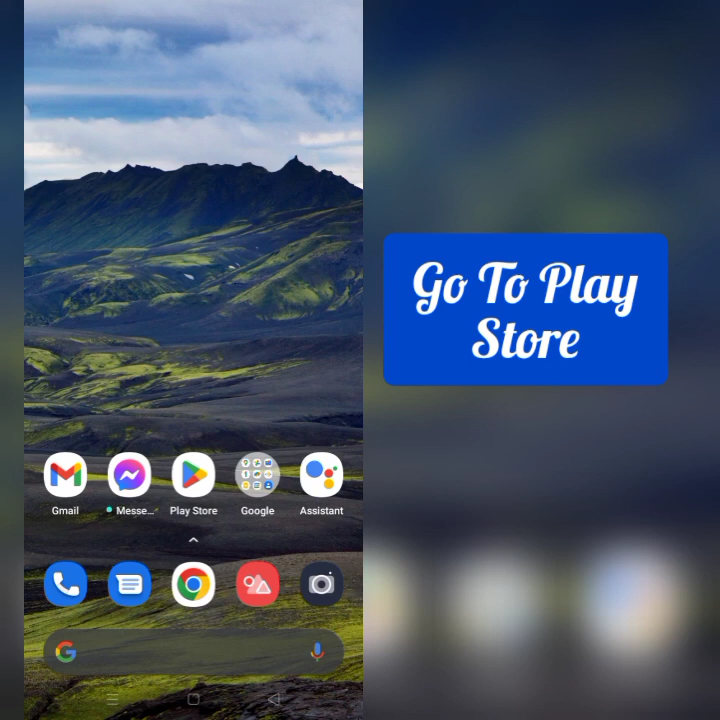 Go To Play
Store
Gmail
Messe...
Play Store
Google
Assistant